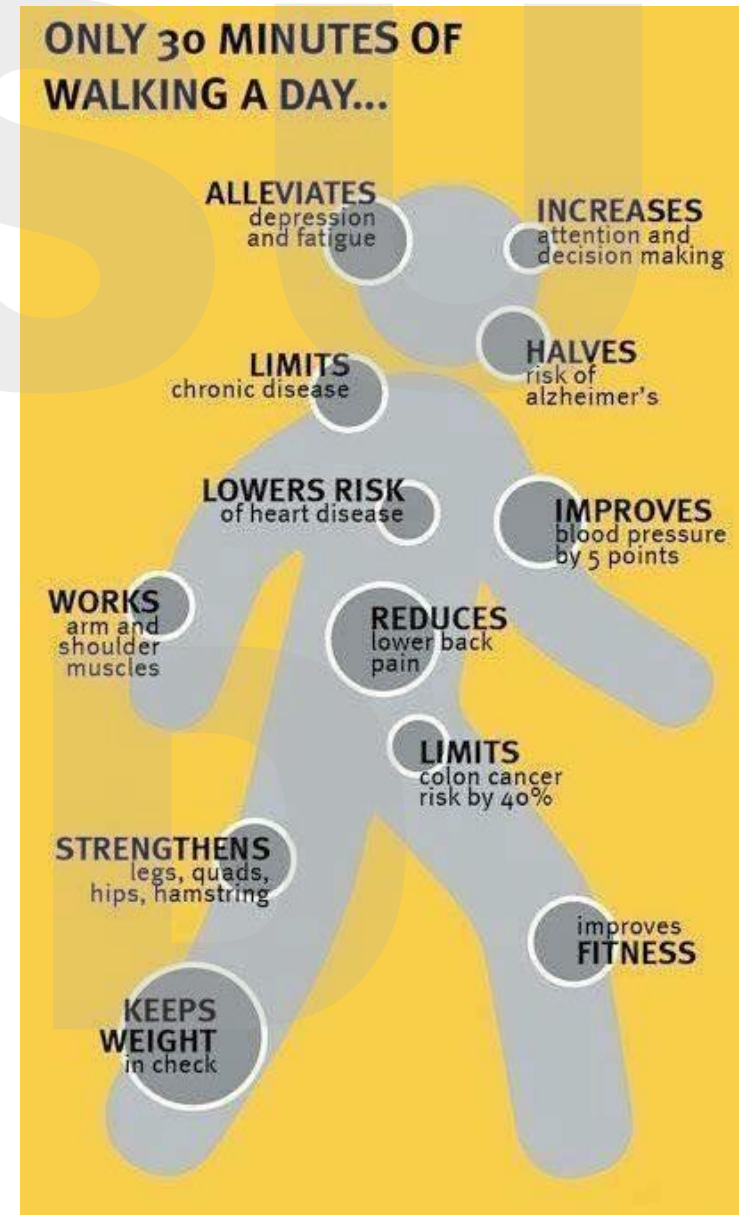 ONLY 30 MINUTES OF
WALKING A DAY...
ALLEVIATES
depression
and fatigue
INCREASES
attention and
decision making
HALVES
risk of
alzheimer's
LIMITS
chronic disease
LOWERS RISK
of heart disease
IMPROVES
blood pressure
by 5 points
WORKS
arm and
shoulder
muscles
REDUCES
lower back
pain
LIMITS
colon cancer
risk by 40%
STRENGTHENS
legs, quads,
hips, hamstring
improves
FITNESS
KEEPS
WEIGHT
in check